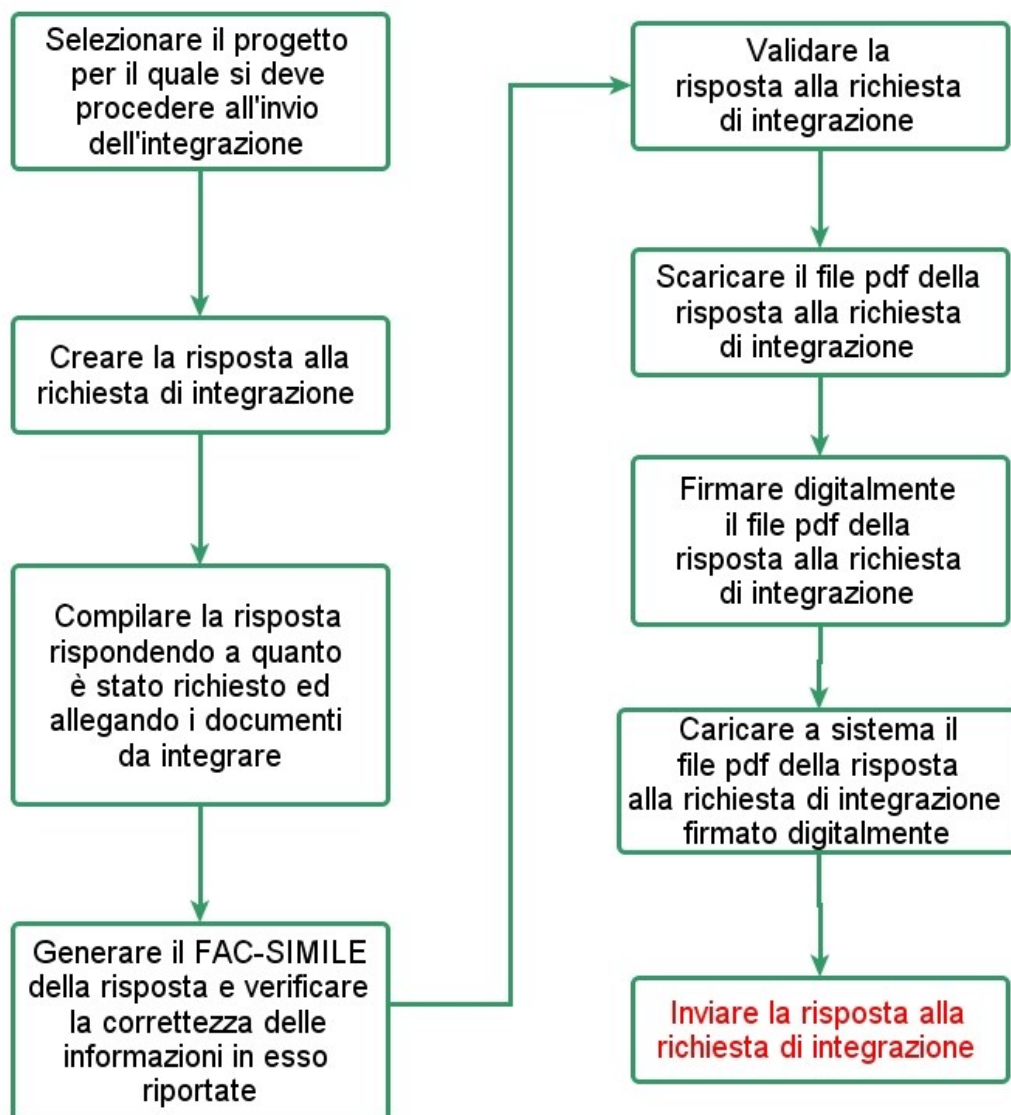 Selezionare il progetto
per il quale si deve
procedere all'invio
dell'integrazione
Creare la risposta alla
richiesta di integrazione
Compilare la risposta
rispondendo a quanto
è stato richiesto ed
allegando i documenti
da integrare
Generare il FAC-SIMILE
della risposta e verificare
la correttezza delle
informazioni in esso
riportate
Validare la
risposta alla richiesta
di integrazione
Scaricare il file pdf della
risposta alla richiesta
di integrazione
Firmare digitalmente
il file pdf della
risposta alla richiesta
di integrazione
Caricare a sistema il
file pdf della risposta
alla richiesta di integrazione
firmato digitalmente
Inviare la risposta alla
richiesta di integrazione